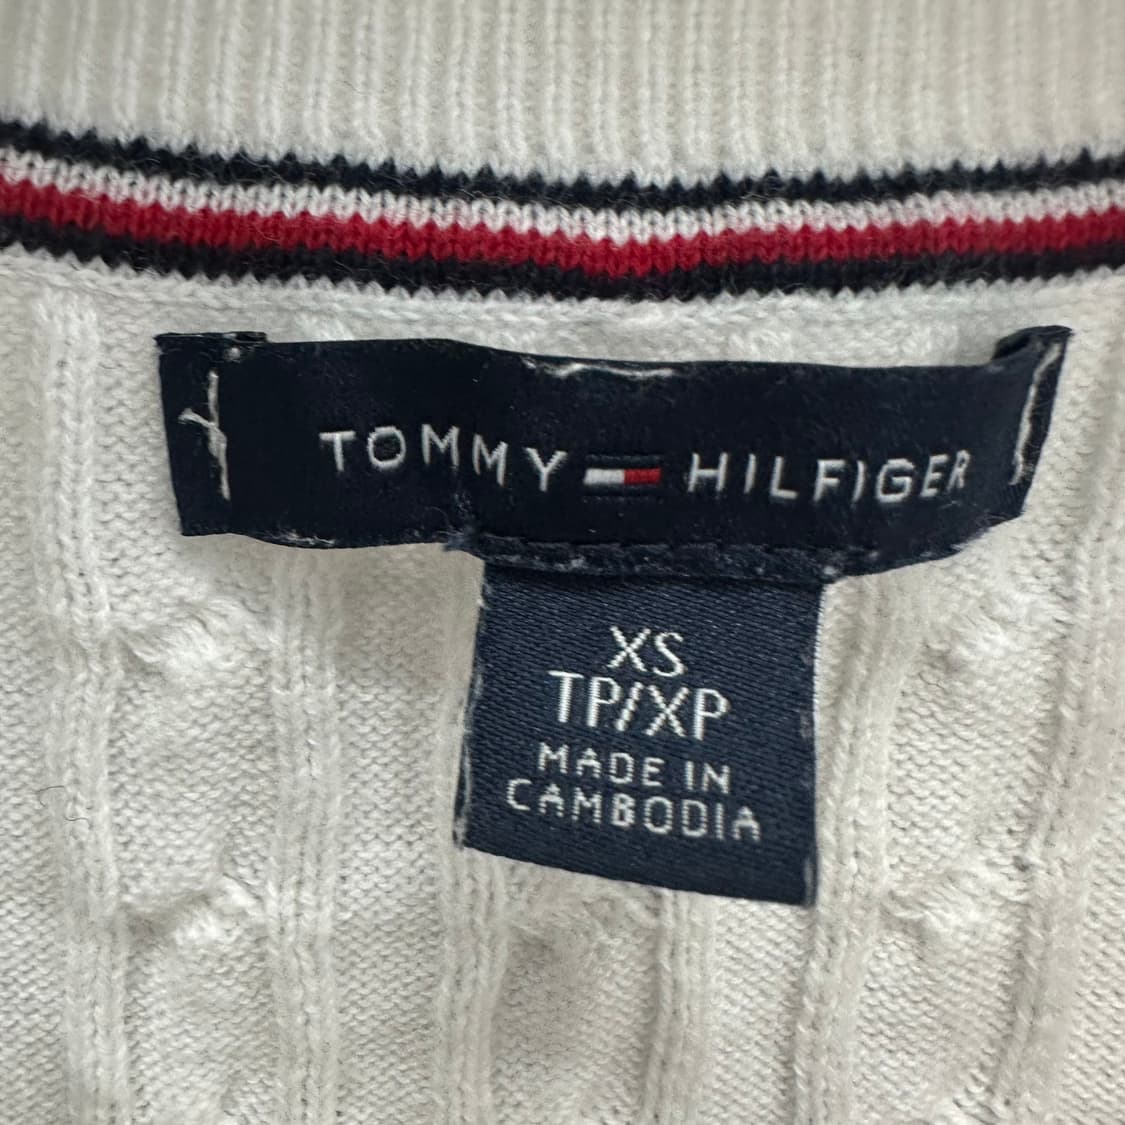 TOMMY HILFIGER
XS
TP/XP
MADE IN
CAMBODIA